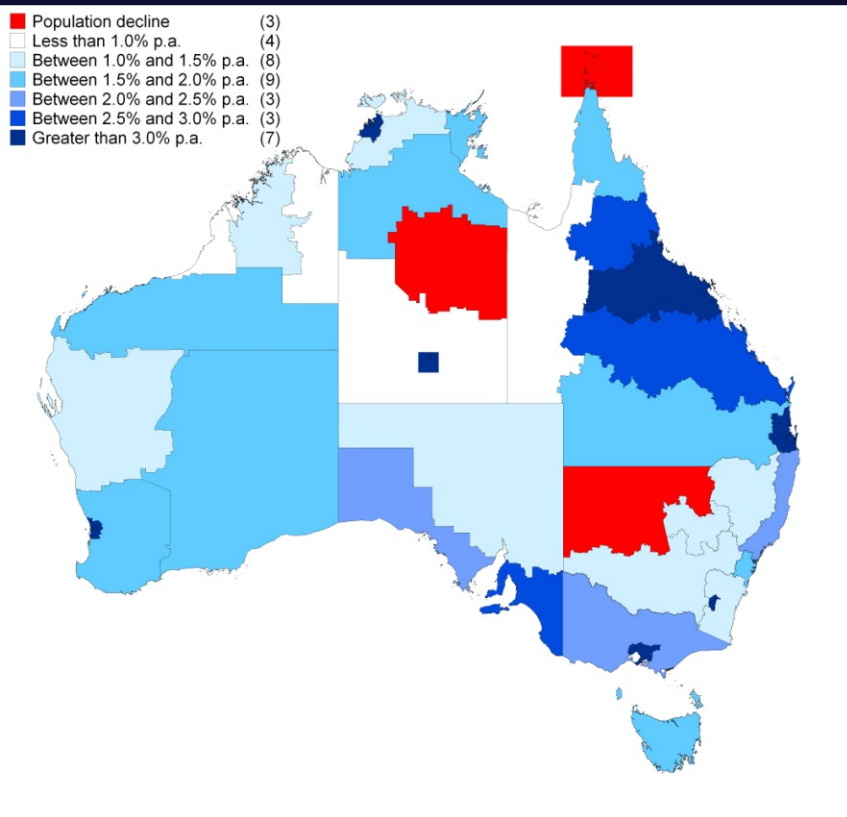 Population decline (3)
Less than 1.0% p.a. (4)
Between 1.0% and 1.5% p.a. (8)
Between 1.5% and 2.0% p.a. (9)
Between 2.0% and 2.5% p.a. (3)
Between 2.5% and 3.0% p.a. (3)
Greater than 3.0% p.a. (7)